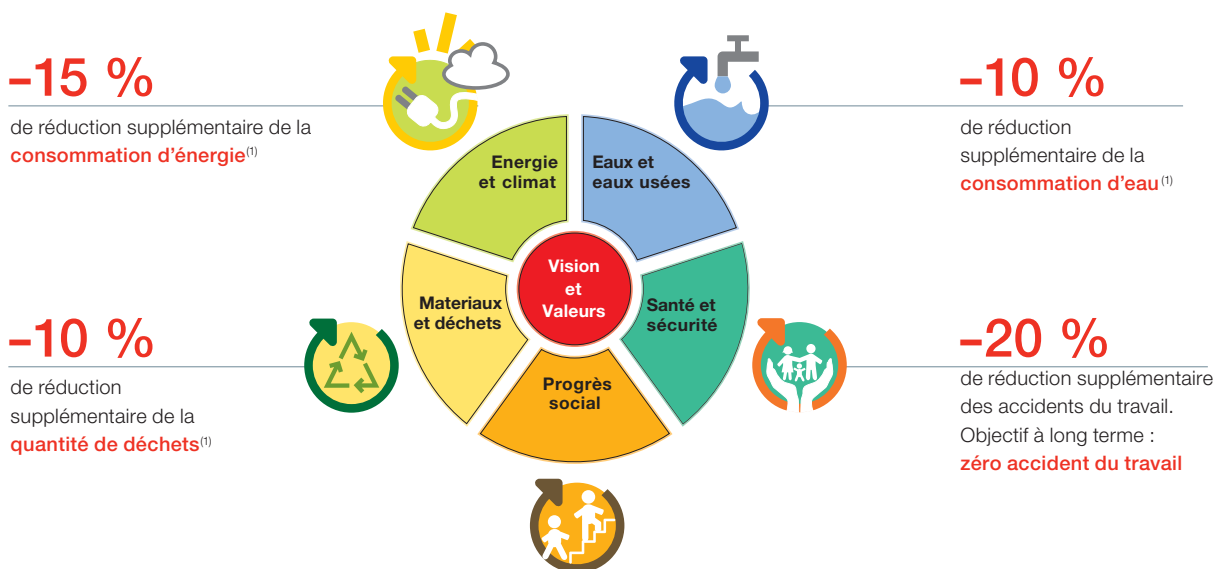 –15 %
de réduction supplémentaire de la
consommation d'énergie(1)
–10 %
de réduction
supplémentaire de la
consommation d'eau(1)
Energie
et climat
Eaux et
eaux usées
Vision
et
Valeurs
Materiaux
et déchets
Santé et
sécurité
Progrès
social
–10 %
de réduction
supplémentaire de la
quantité de déchets(1)
–20 %
de réduction supplémentaire
des accidents du travail.
Objectif à long terme :
zéro accident du travail